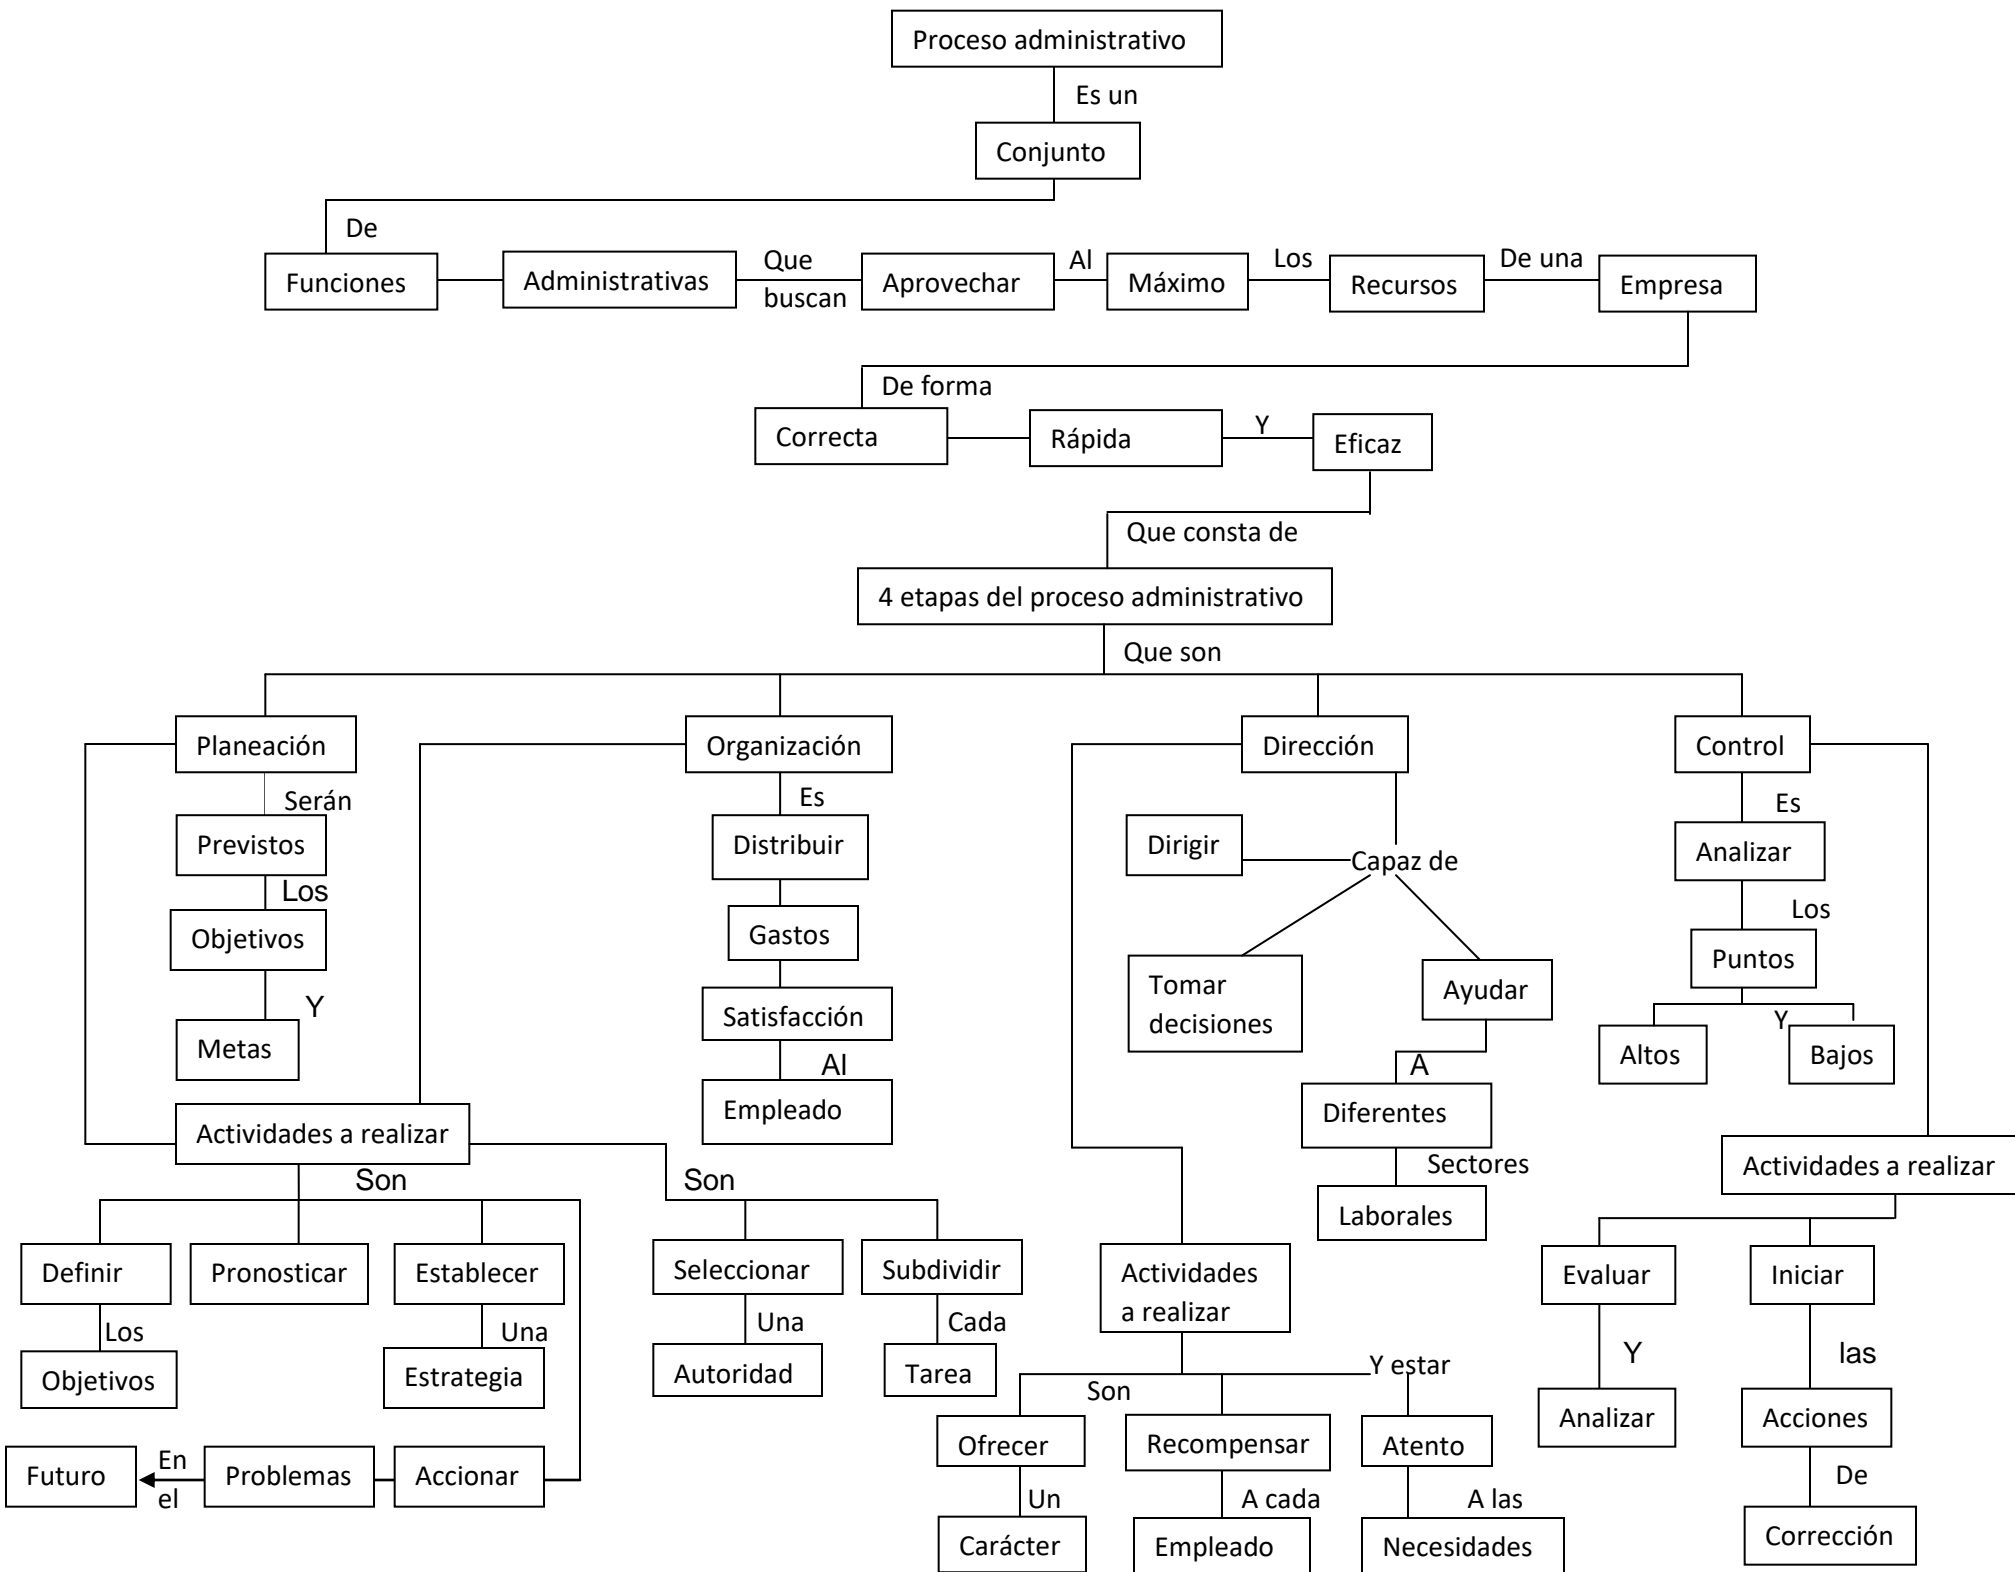 Proceso administrativo
Es un
Conjunto
De
Funciones
Administrativas
Que
buscan
Aprovechar
Al
Máximo
Los
Recursos
De una
Empresa
De forma
Correcta
Rápida
Y
Eficaz
Que consta de
4 etapas del proceso administrativo
Que son
Planeación
Organización
Dirección
Control
Serán
Previstos
Los
Objetivos
Y
Metas
Es
Distribuir
Gastos
Satisfacción
Al
Empleado
Capaz de
Dirigir
Tomar
decisiones
Ayudar
A
Diferentes
Sectores
Laborales
Es
Analizar
Los
Puntos
Y
Altos
Bajos
Actividades a realizar
Son
Definir
Los
Objetivos
Pronosticar
Establecer
Una
Estrategia
Accionar
Problemas
En
el
Futuro
Son
Seleccionar
Una
Autoridad
Subdividir
Cada
Tarea
Actividades
a realizar
Son
Y estar
Ofrecer
Un
Carácter
Recompensar
A cada
Empleado
Atento
A las
Necesidades
Actividades a realizar
Evaluar
Y
Analizar
Iniciar
las
Acciones
De
Corrección